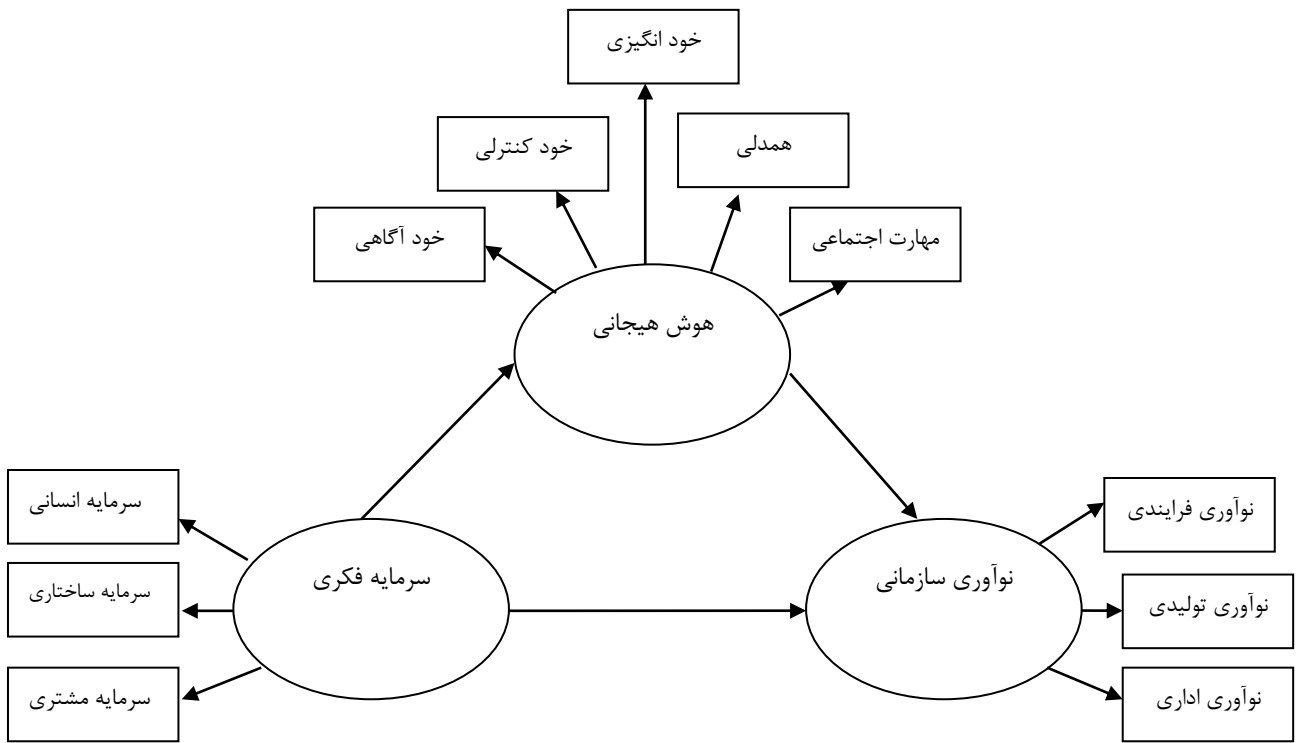 خود انگیزی
همدلی
خود کنترلی
مهارت اجتماعی
خود آگاهی
هوش هیجانی
سرمایه انسانی
سرمایه ساختاری
سرمایه مشتری
سرمایه فکری
نوآوری سازمانی
نوآوری فرایندی
نوآوری تولیدی
نوآوری اداری